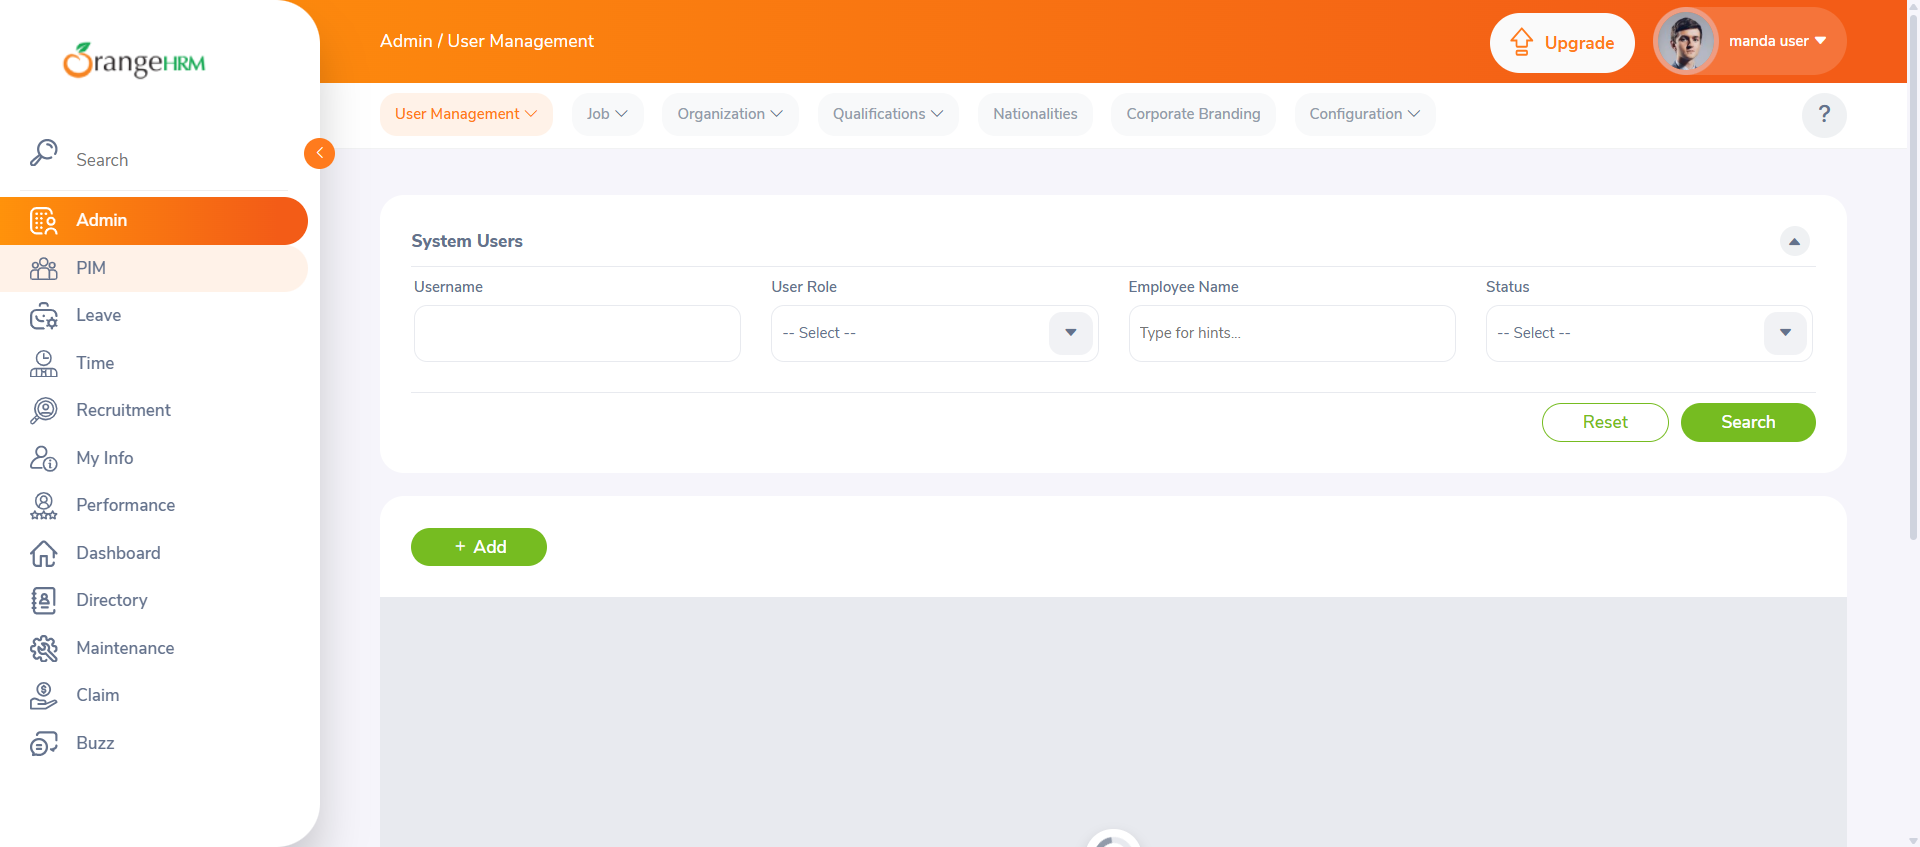 OrangeHRM
Admin / User Management
Upgrade
manda user
User Management
Job
Organization
Qualifications
Nationalities
Corporate Branding
Configuration
?
Search
Admin
PIM
Leave
Time
Recruitment
My Info
Performance
Dashboard
Directory
Maintenance
Claim
Buzz
System Users
Username
User Role
Employee Name
Status
-- Select --
Type for hints...
-- Select --
Reset
Search
+ Add